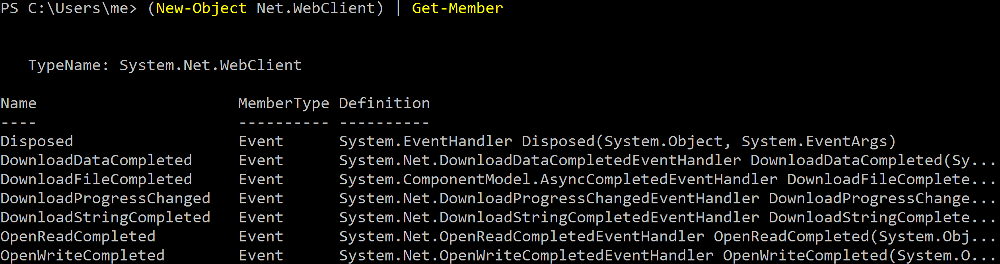 PS C:\Users\me> (New-Object Net.WebClient) | Get-Member
TypeName: System.Net.WebClient
Name MemberType Definition
---- ---------- ----------
Disposed Event System.EventHandler Disposed(System.Object, System.EventArgs)
DownloadDataCompleted Event System.Net.DownloadDataCompletedEventHandler DownloadDataCompleted(Sy...
DownloadFileCompleted Event System.ComponentModel.AsyncCompletedEventHandler DownloadFileComplete...
DownloadProgressChanged Event System.Net.DownloadProgressChangedEventHandler DownloadProgressChange...
DownloadStringCompleted Event System.Net.DownloadStringCompletedEventHandler DownloadStringComplete...
OpenReadCompleted Event System.Net.OpenReadCompletedEventHandler OpenReadCompleted(System.Obj...
OpenWriteCompleted Event System.Net.OpenWriteCompletedEventHandler OpenWriteCompleted(System.O...